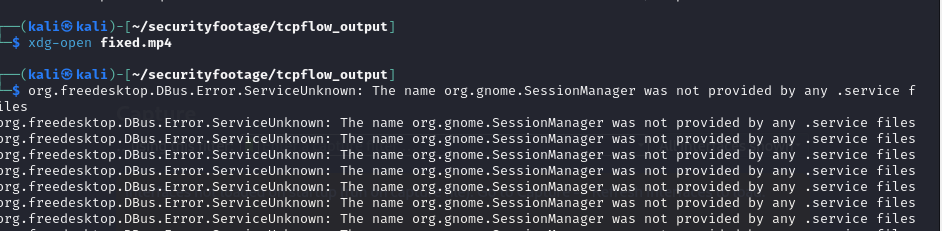 (kali㉿kali)-[~/securityfootage/tcpflow_output]
$ xdg-open fixed.mp4
(kali㉿kali)-[~/securityfootage/tcpflow_output]
$ org.freedesktop.DBus.Error.ServiceUnknown: The name org.gnome.SessionManager was not provided by any .service f
iles
org.freedesktop.DBus.Error.ServiceUnknown: The name org.gnome.SessionManager was not provided by any .service files
org.freedesktop.DBus.Error.ServiceUnknown: The name org.gnome.SessionManager was not provided by any .service files
org.freedesktop.DBus.Error.ServiceUnknown: The name org.gnome.SessionManager was not provided by any .service files
org.freedesktop.DBus.Error.ServiceUnknown: The name org.gnome.SessionManager was not provided by any .service files
org.freedesktop.DBus.Error.ServiceUnknown: The name org.gnome.SessionManager was not provided by any .service files
org.freedesktop.DBus.Error.ServiceUnknown: The name org.gnome.SessionManager was not provided by any .service files
org.freedesktop.DBus.Error.ServiceUnknown: The name org.gnome.SessionManager was not provided by any .service files